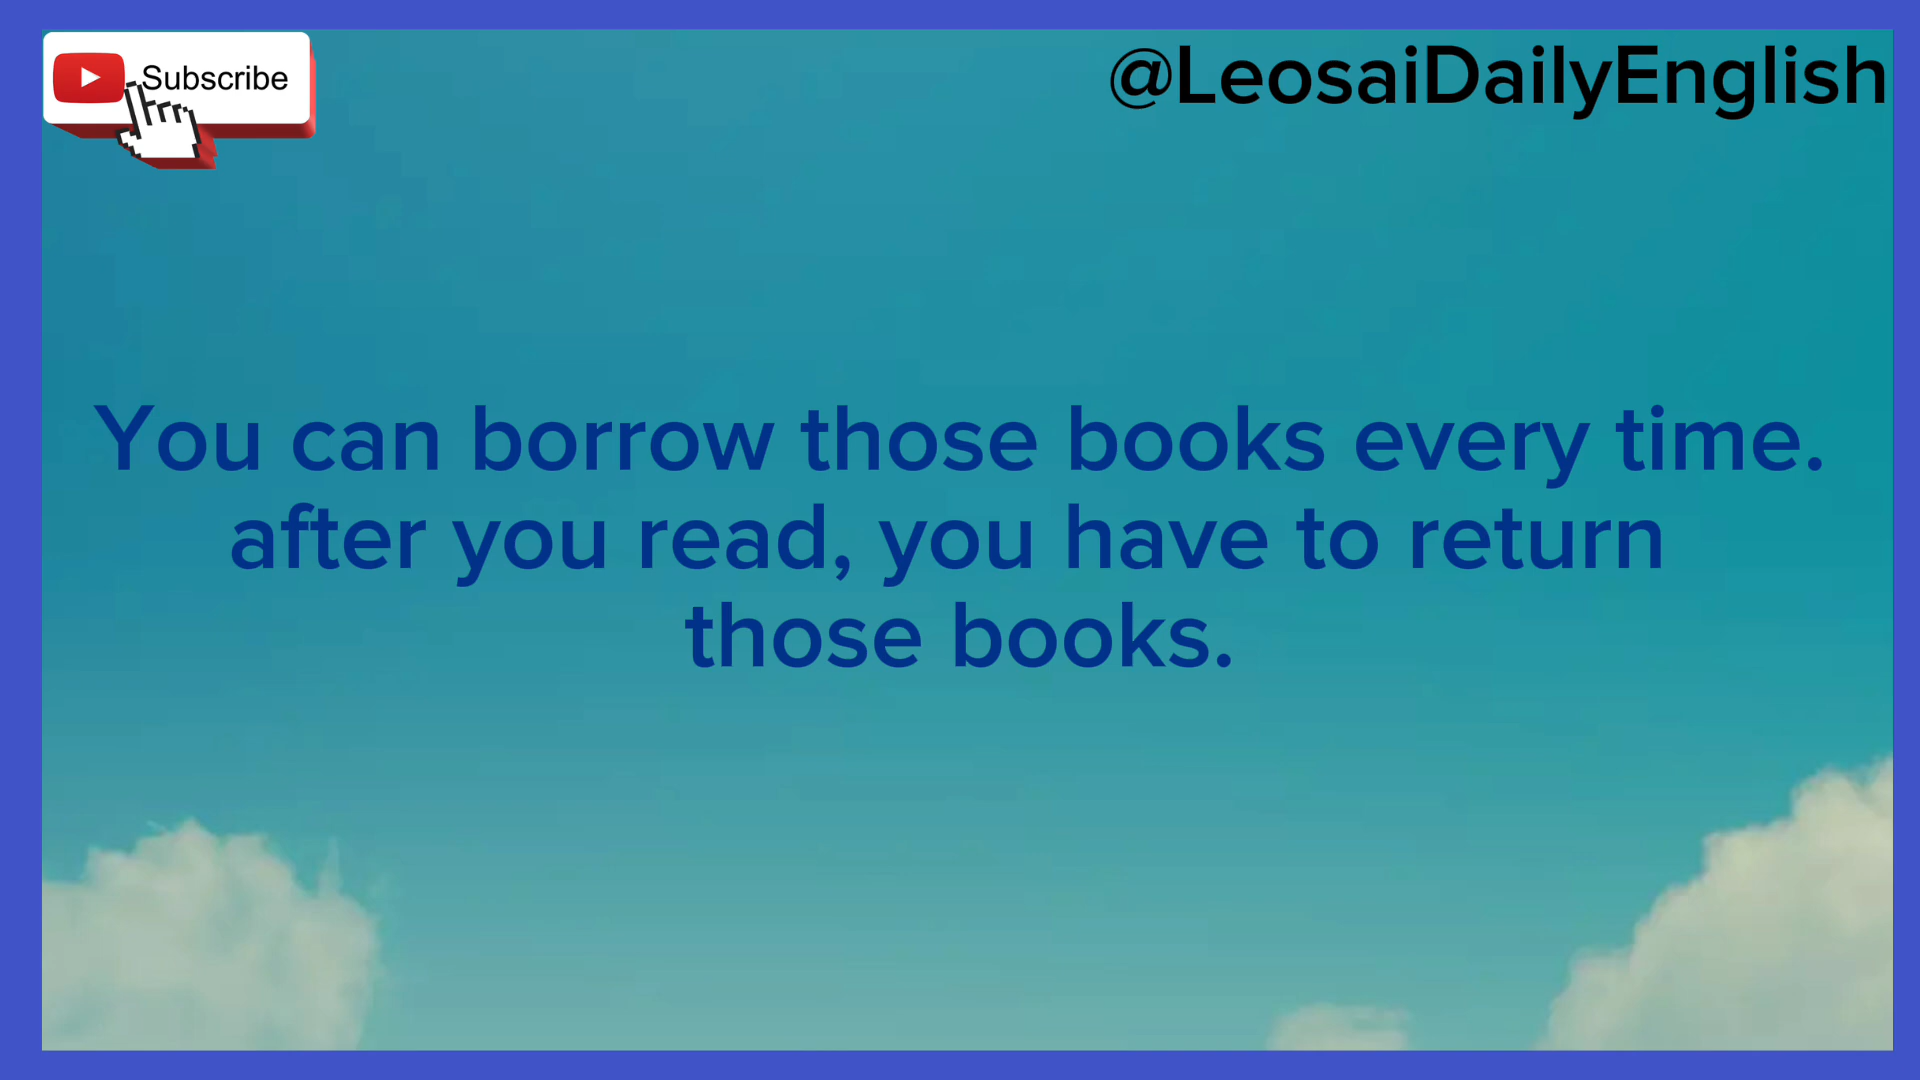 Subscribe
@LeosaiDailyEnglish
You can borrow those books every time.
after you read, you have to return
those books.